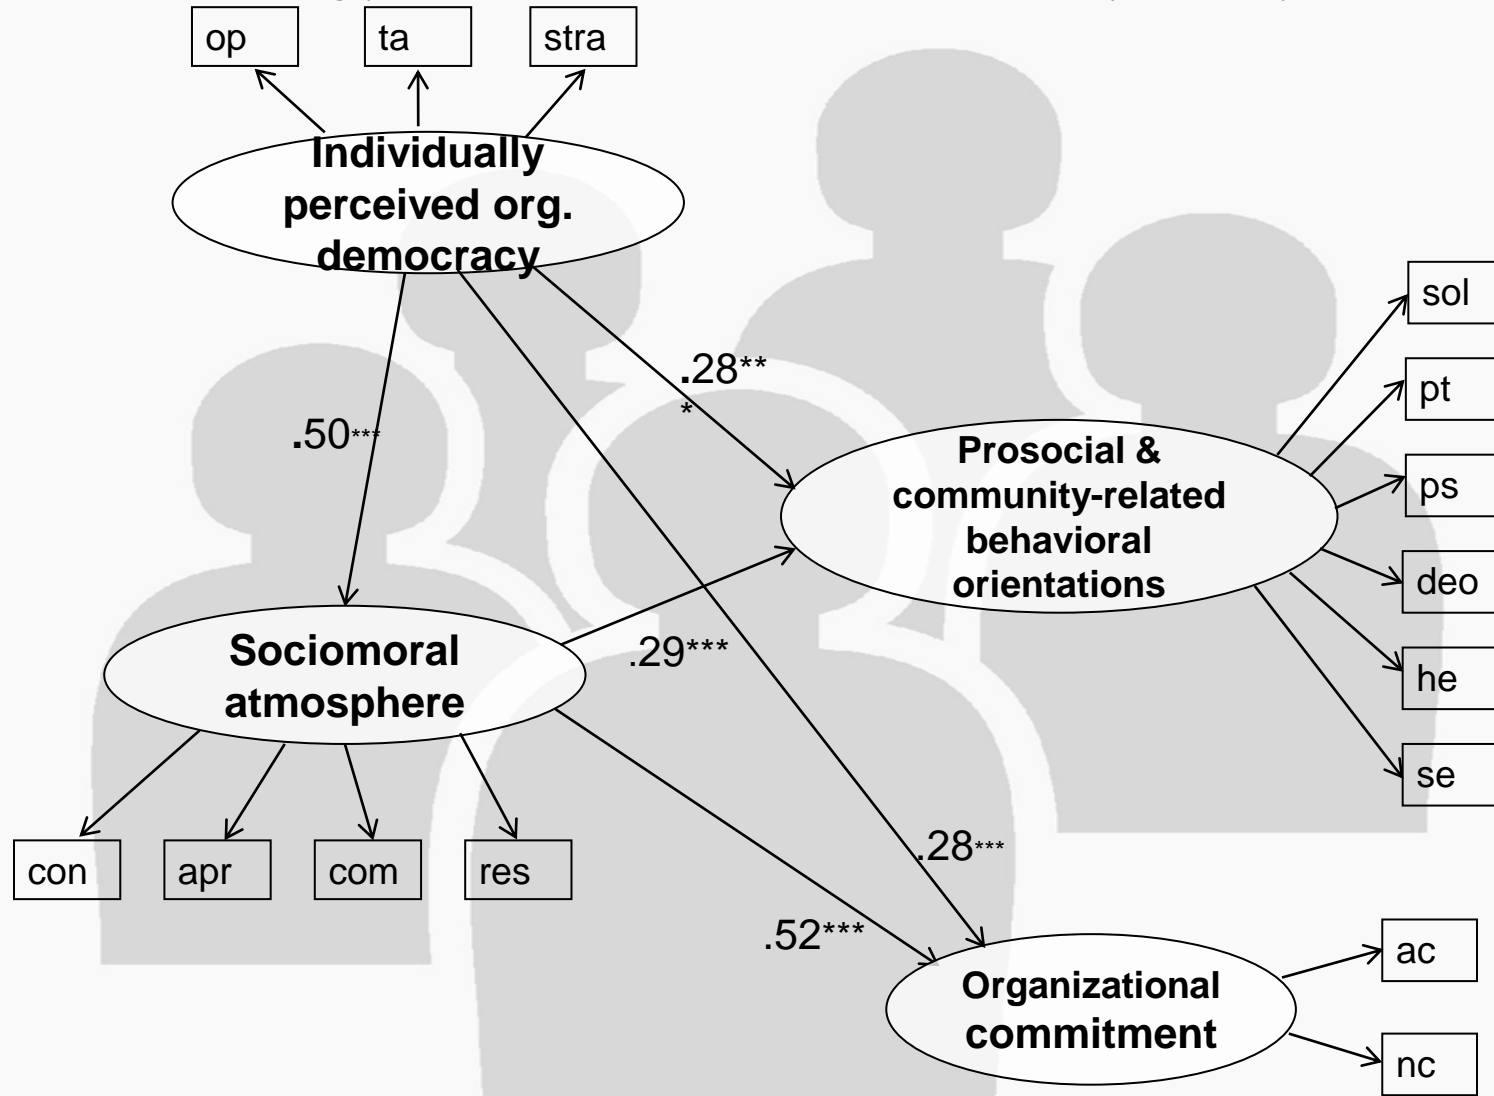 op
ta
stra
Individually
perceived org.
democracy
sol
.28**
*
pt
.50***
Prosocial &
community-related
behavioral
orientations
ps
deo
Sociomoral
atmosphere
.29***
he
se
.28***
con
apr
com
res
.52***
ac
Organizational
commitment
nc